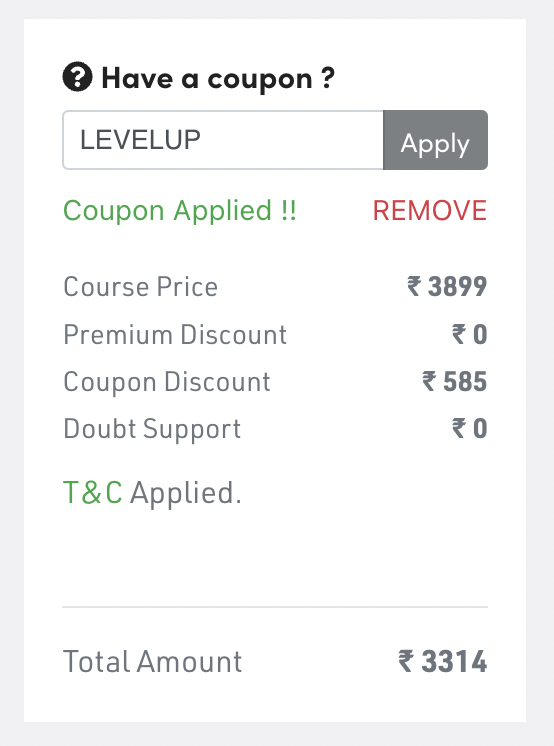 Have a coupon ?
LEVELUP Apply
Coupon Applied !! REMOVE
Course Price ₹ 3899
Premium Discount ₹ 0
Coupon Discount ₹ 585
Doubt Support ₹ 0
T&C Applied.
Total Amount ₹ 3314